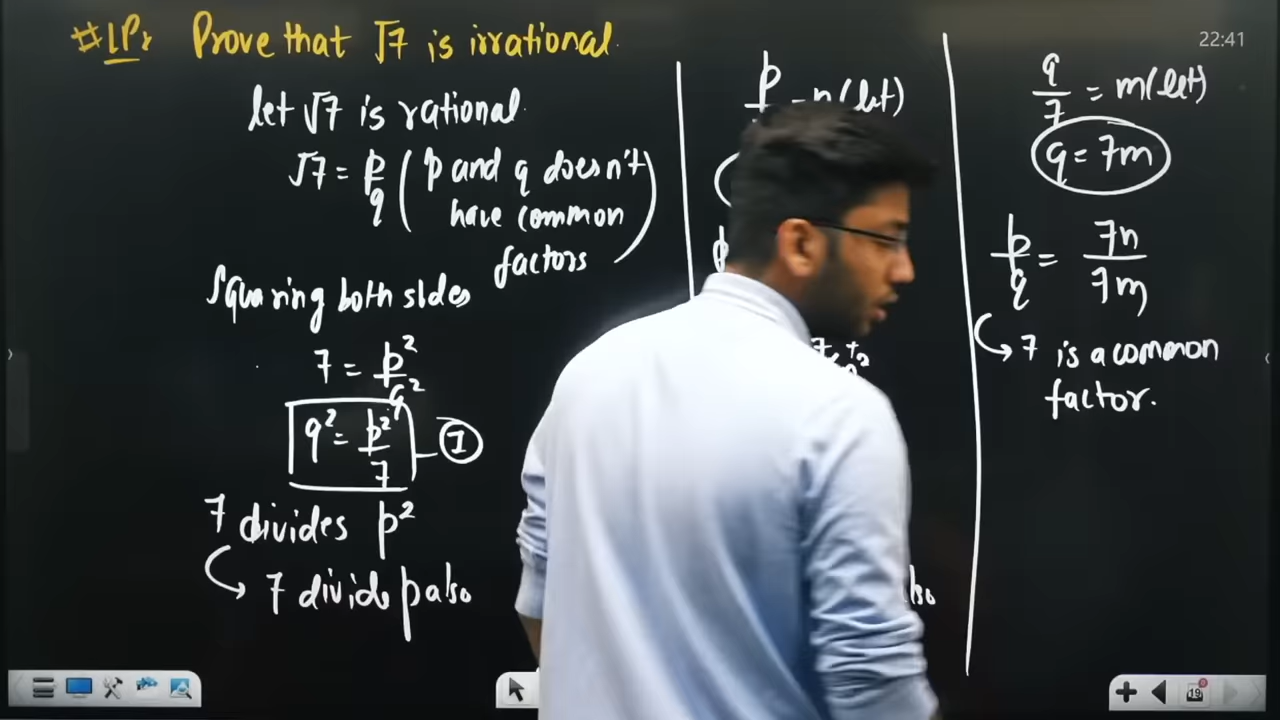 #LP: Prove that √7 is irrational.
let √7 is rational.
√7 = p/q (p and q doesn't
have common
factors)
Squaring both sides
7 = p²/q²
q² = p²/7 — ①
7 divides p²
↳ 7 divide p also
p
n (let)
22:41
q/7 = m (let)
q = 7m
p/q = 7n/7m
↳ 7 is a common
factor.
19